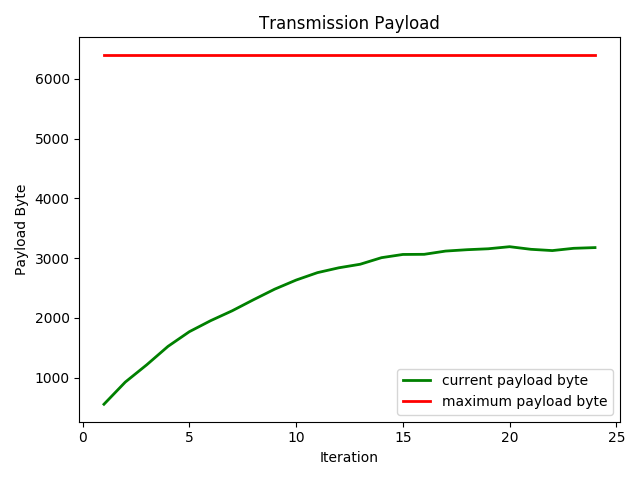 Transmission Payload
6000
5000
4000
3000
2000
1000
Payload Byte
current payload byte
maximum payload byte
0
5
10
15
20
25
Iteration